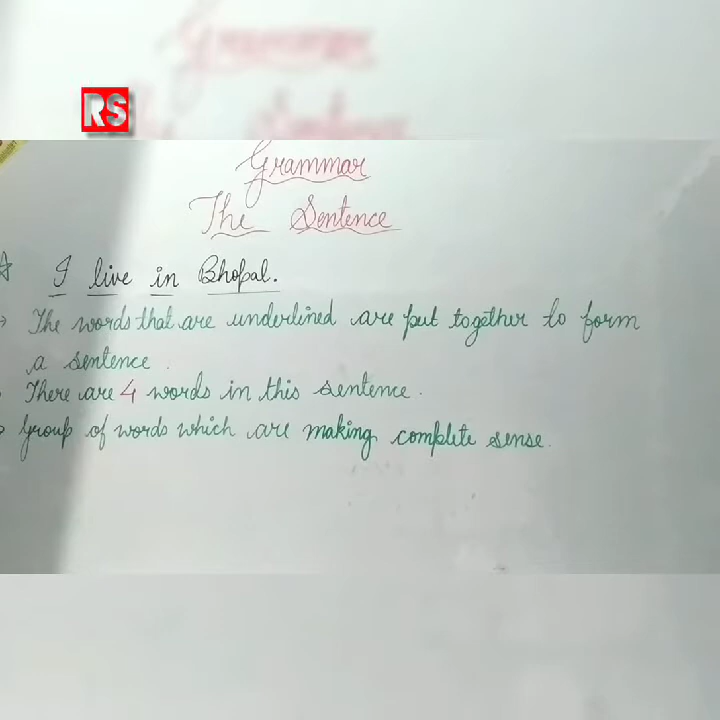 RS
Grammar
The Sentence
I live in Bhopal.
The words that are underlined are put together to form
a sentence.
There are 4 words in this sentence.
Group of words which are making complete sense.